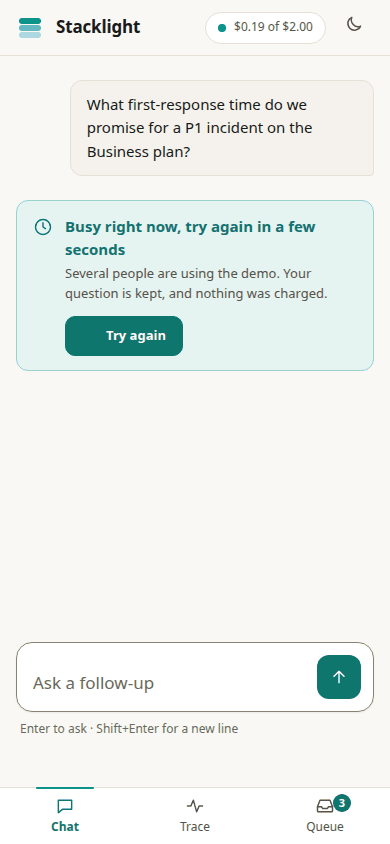 Stacklight
$0.19 of $2.00
What first-response time do we
promise for a P1 incident on the
Business plan?
Busy right now, try again in a few
seconds
Several people are using the demo. Your
question is kept, and nothing was charged.
Try again
Ask a follow-up
Enter to ask · Shift+Enter for a new line
3
Chat
Trace
Queue